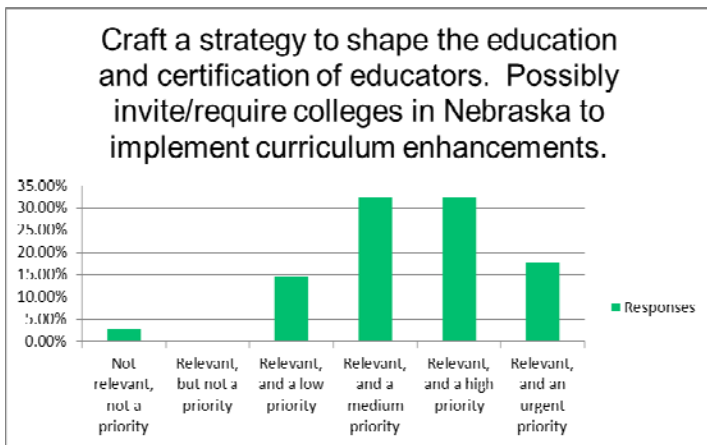 Craft a strategy to shape the education
and certification of educators.  Possibly
invite/require colleges in Nebraska to
implement curriculum enhancements.
35.00%
30.00%
25.00%
20.00%
15.00%
10.00%
5.00%
0.00%
Not
relevant,
not a
priority
Relevant,
but not a
priority
Relevant,
and a low
priority
Relevant,
and a
medium
priority
Relevant,
and a high
priority
Relevant,
and an
urgent
priority
Responses